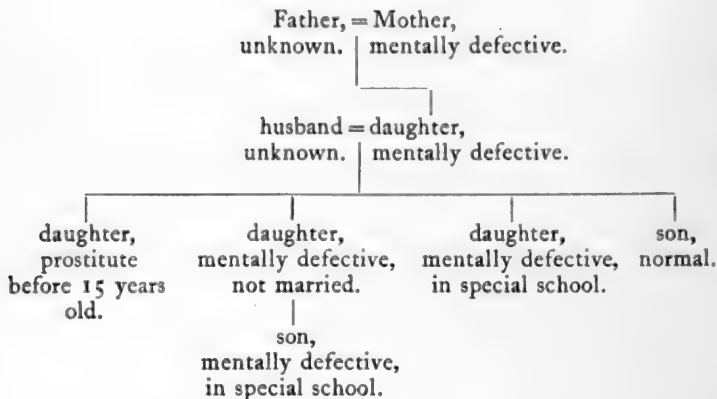 Father, = Mother,
unknown. mentally defective.
husband = daughter,
unknown. mentally defective.
daughter,
prostitute
before 15 years
old.
daughter,
mentally defective,
not married.
daughter,
mentally defective,
in special school.
son,
normal.
son,
mentally defective,
in special school.